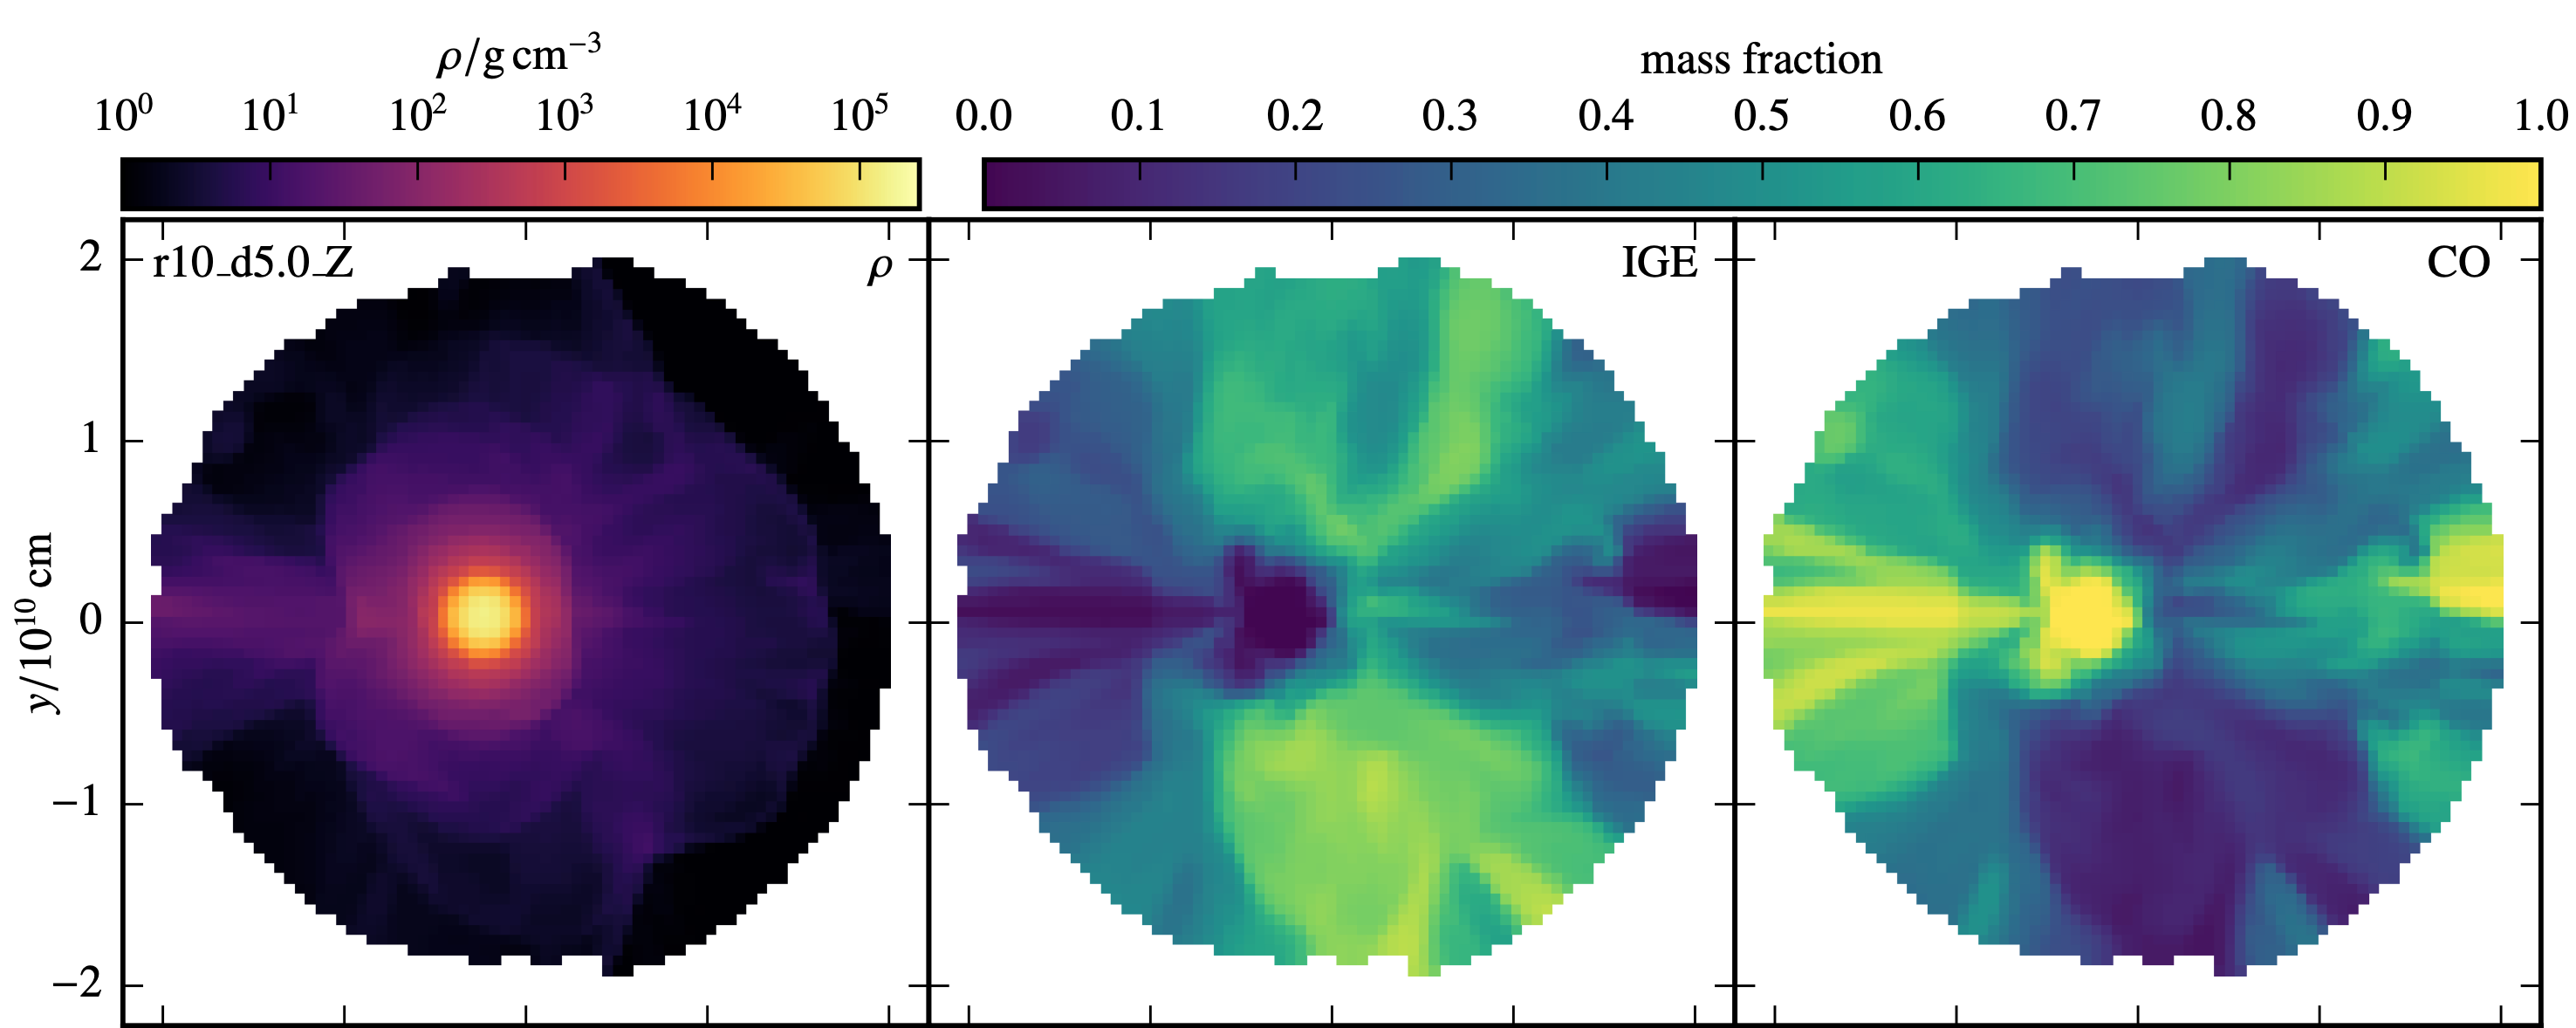 ρ/g cm⁻³
mass fraction
10⁰ 10¹ 10² 10³ 10⁴ 10⁵
0.0 0.1 0.2 0.3 0.4 0.5 0.6 0.7 0.8 0.9 1.0
r10_d5.0_Z
ρ
IGE
CO
2
1
0
−1
−2
y/10¹⁰ cm